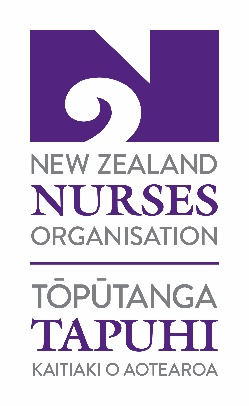 NEW ZEALAND
NURSES
ORGANISATION
TŌPŪTANGA
TAPUHI
KAITIAKI O AOTEAROA